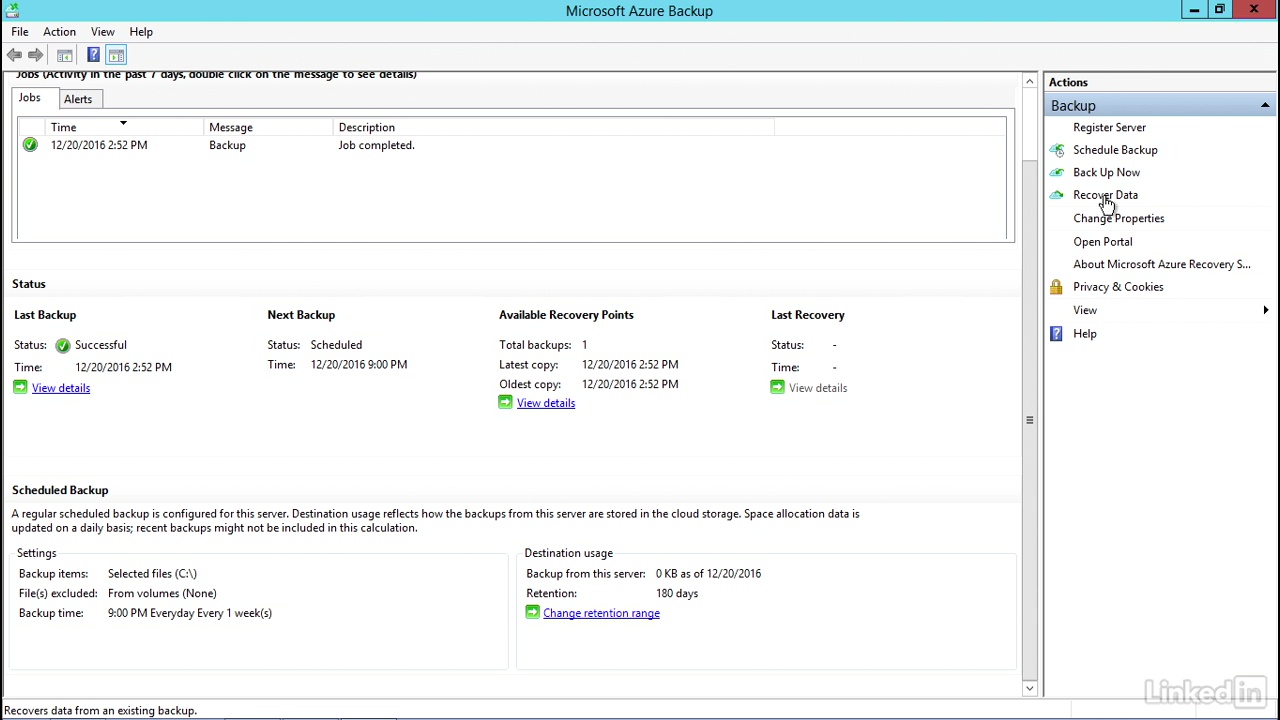 Microsoft Azure Backup
File Action View Help
Jobs (Activity in the past 7 days, double click on the message to see details)
Jobs Alerts
Time Message Description
12/20/2016 2:52 PM Backup Job completed.
Status
Last Backup Next Backup Available Recovery Points Last Recovery
Status: Successful Status: Scheduled Total backups: 1 Status: -
Time: 12/20/2016 2:52 PM Time: 12/20/2016 9:00 PM Latest copy: 12/20/2016 2:52 PM Time: -
View details Oldest copy: 12/20/2016 2:52 PM View details
View details
Scheduled Backup
A regular scheduled backup is configured for this server. Destination usage reflects how the backups from this server are stored in the cloud storage. Space allocation data is
updated on a daily basis; recent backups might not be included in this calculation.
Settings
Backup items: Selected files (C:\)
File(s) excluded: From volumes (None)
Backup time: 9:00 PM Everyday Every 1 week(s)
Destination usage
Backup from this server: 0 KB as of 12/20/2016
Retention: 180 days
Change retention range
Actions
Backup
Register Server
Schedule Backup
Back Up Now
Recover Data
Change Properties
Open Portal
About Microsoft Azure Recovery S...
Privacy & Cookies
View
Help
Recovers data from an existing backup.
LinkedIn